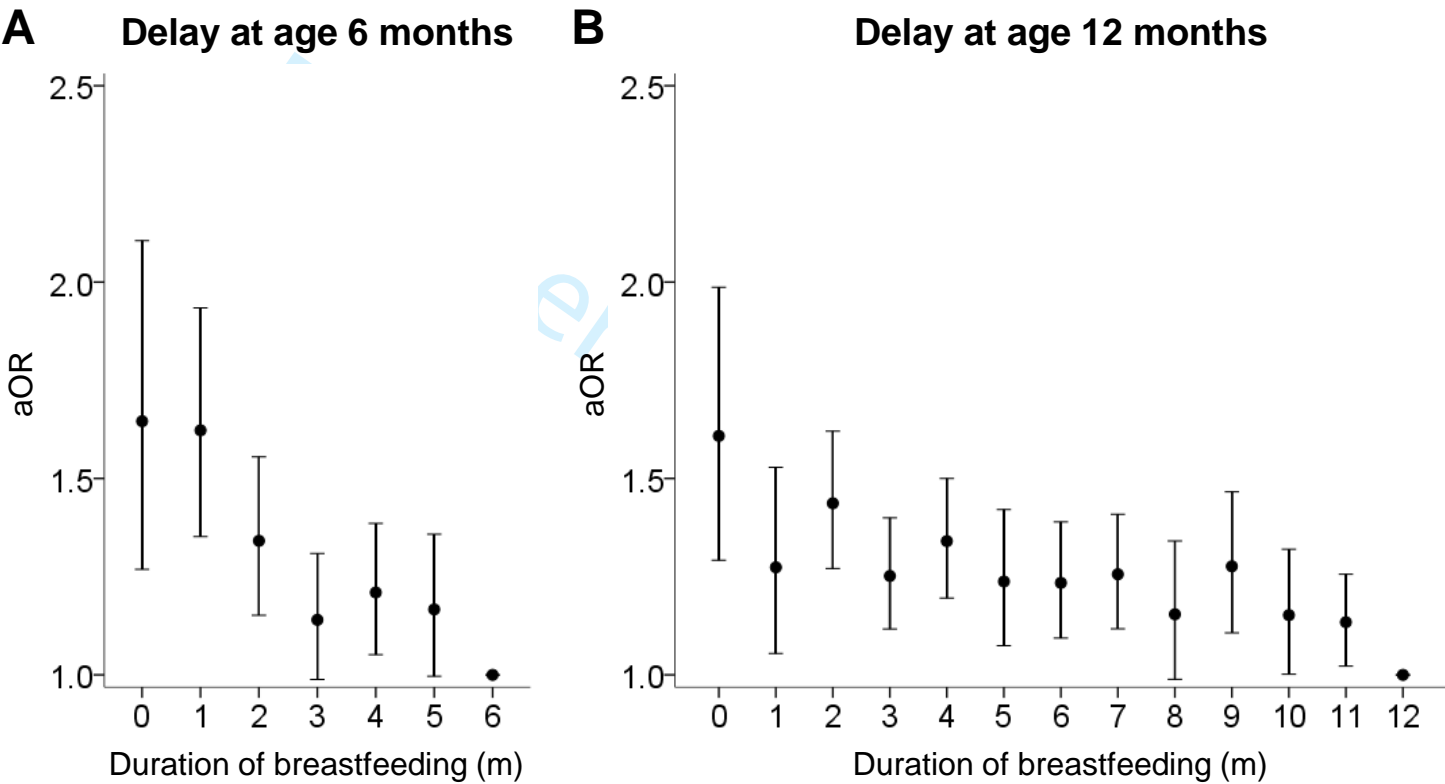 A Delay at age 6 months
2.5
2.0
1.5
1.0
aOR
0 1 2 3 4 5 6
Duration of breastfeeding (m)
B Delay at age 12 months
2.5
2.0
1.5
1.0
aOR
0 1 2 3 4 5 6 7 8 9 10 11 12
Duration of breastfeeding (m)